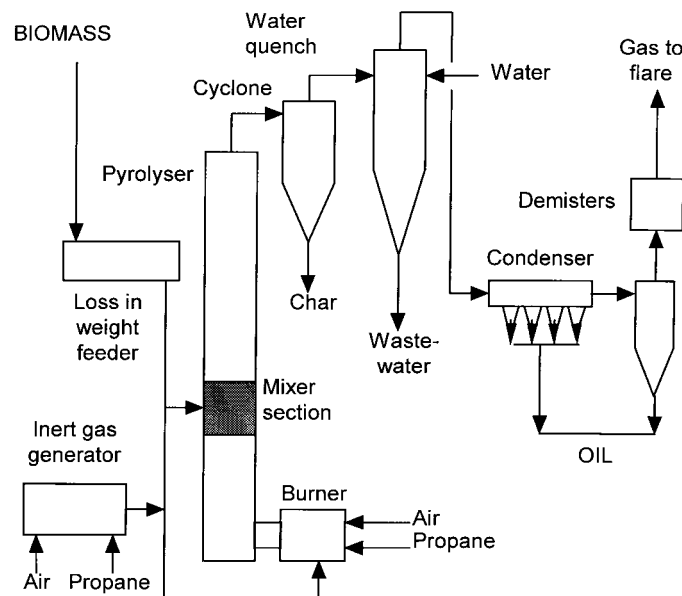 BIOMASS
Water
quench
Gas to
flare
Cyclone
Water
Pyrolyser
Demisters
Condenser
Loss in
weight
feeder
Char
Waste-
water
Mixer
section
Inert gas
generator
OIL
Burner
Air
Propane
Air
Propane